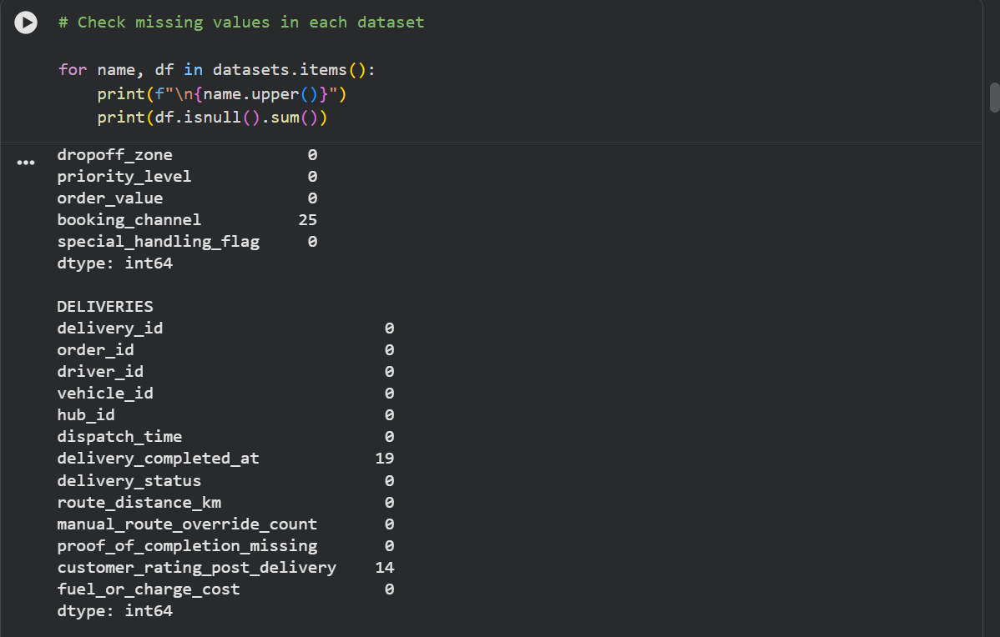 # Check missing values in each dataset
for name, df in datasets.items():
    print(f"\n{name.upper()}")
    print(df.isnull().sum())
dropoff_zone 0
priority_level 0
order_value 0
booking_channel 25
special_handling_flag 0
dtype: int64
DELIVERIES
delivery_id 0
order_id 0
driver_id 0
vehicle_id 0
hub_id 0
dispatch_time 0
delivery_completed_at 19
delivery_status 0
route_distance_km 0
manual_route_override_count 0
proof_of_completion_missing 0
customer_rating_post_delivery 14
fuel_or_charge_cost 0
dtype: int64